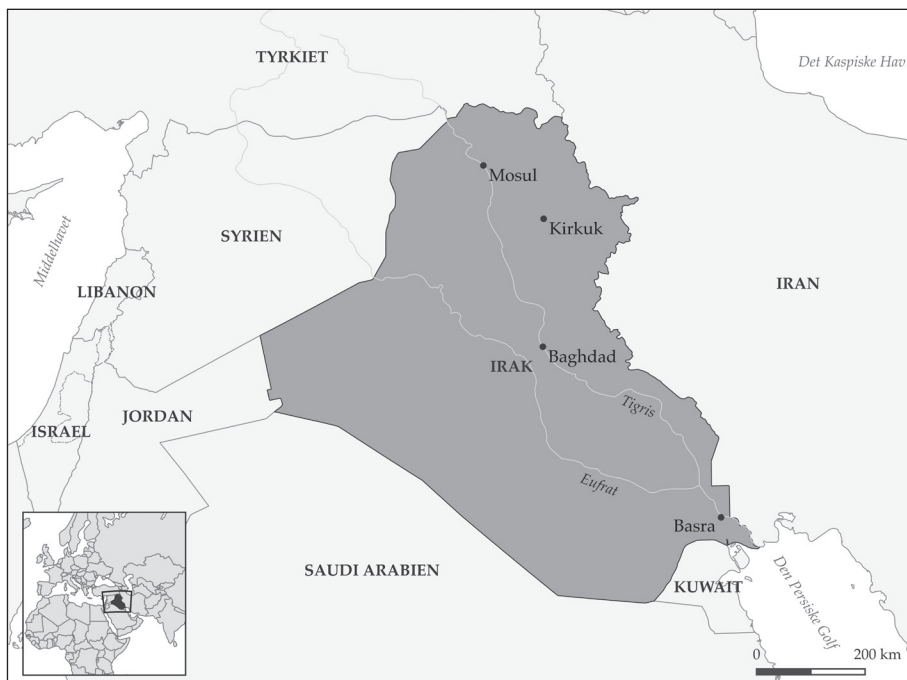 TYRKIET
Det Kaspiske Hav
Mosul
Kirkuk
SYRIEN
Middelhavet
LIBANON
IRAN
Baghdad
IRAK
Tigris
JORDAN
ISRAEL
Eufrat
Basra
SAUDI ARABIEN
KUWAIT
Den Persiske Golf
0 200 km